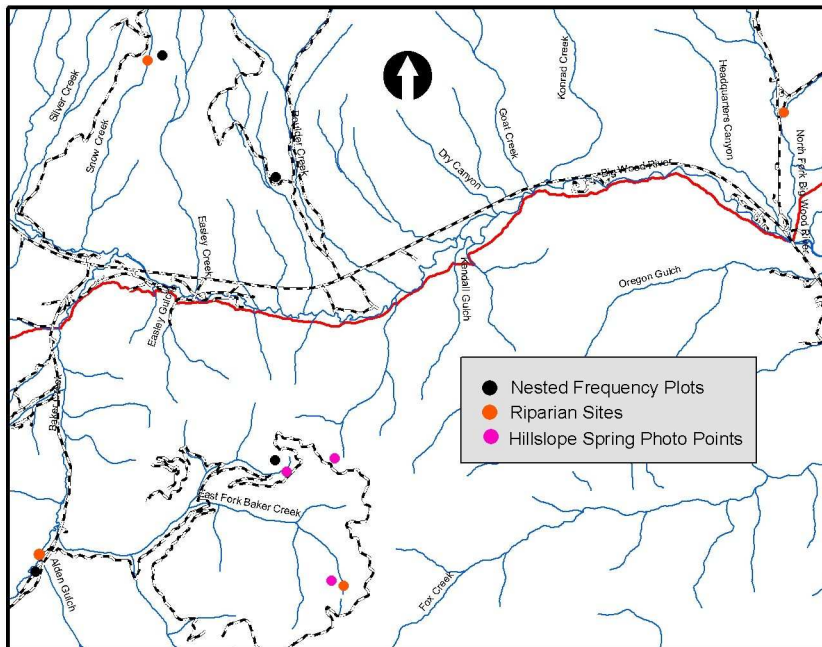 Silver Creek
Snow Creek
Boulder Creek
Easley Creek
Dry Canyon
Goat Creek
Konrad Creek
Headquarters Canyon
North Fork Big Wood River
Big Wood River
Kendall Gulch
Oregon Gulch
Easley Gulch
Baker Creek
East Fork Baker Creek
Alden Gulch
Fox Creek
Nested Frequency Plots
Riparian Sites
Hillslope Spring Photo Points